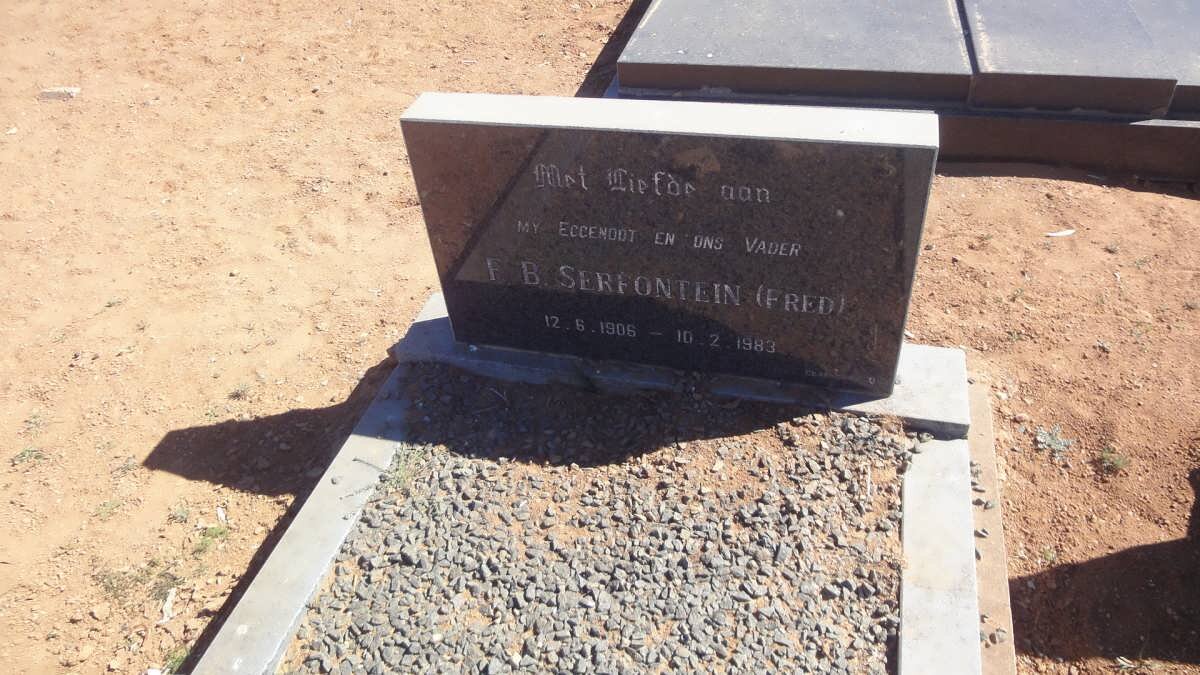 Met Liefde aan
MY EGGENOOT EN ONS VADER
F. B. SERFONTEIN (FRED)
12.6.1906 – 10.2.1983